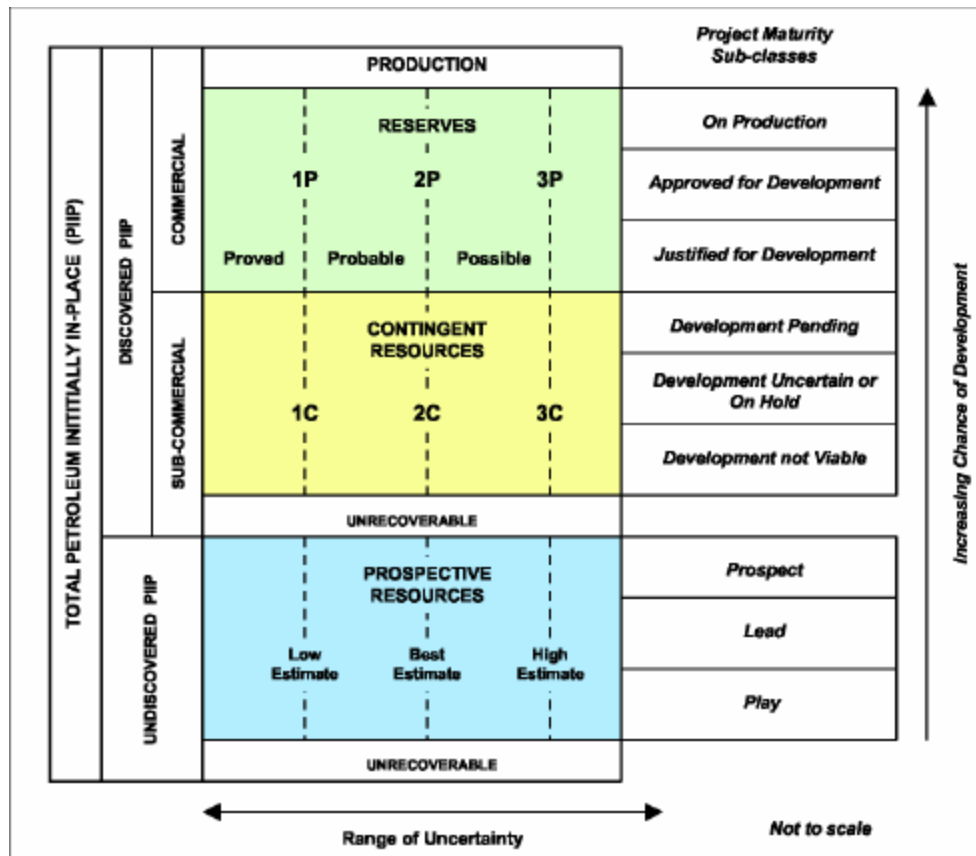 Project Maturity
Sub-classes
PRODUCTION
RESERVES
1P 2P 3P
Proved Probable Possible
On Production
Approved for Development
Justified for Development
CONTINGENT
RESOURCES
1C 2C 3C
Development Pending
Development Uncertain or
On Hold
Development not Viable
UNRECOVERABLE
PROSPECTIVE
RESOURCES
Low
Estimate
Best
Estimate
High
Estimate
Prospect
Lead
Play
UNRECOVERABLE
TOTAL PETROLEUM INITITIALLY IN-PLACE (PIIP)
DISCOVERED PIIP
UNDISCOVERED PIIP
COMMERCIAL
SUB-COMMERCIAL
Increasing Chance of Development
Range of Uncertainty
Not to scale